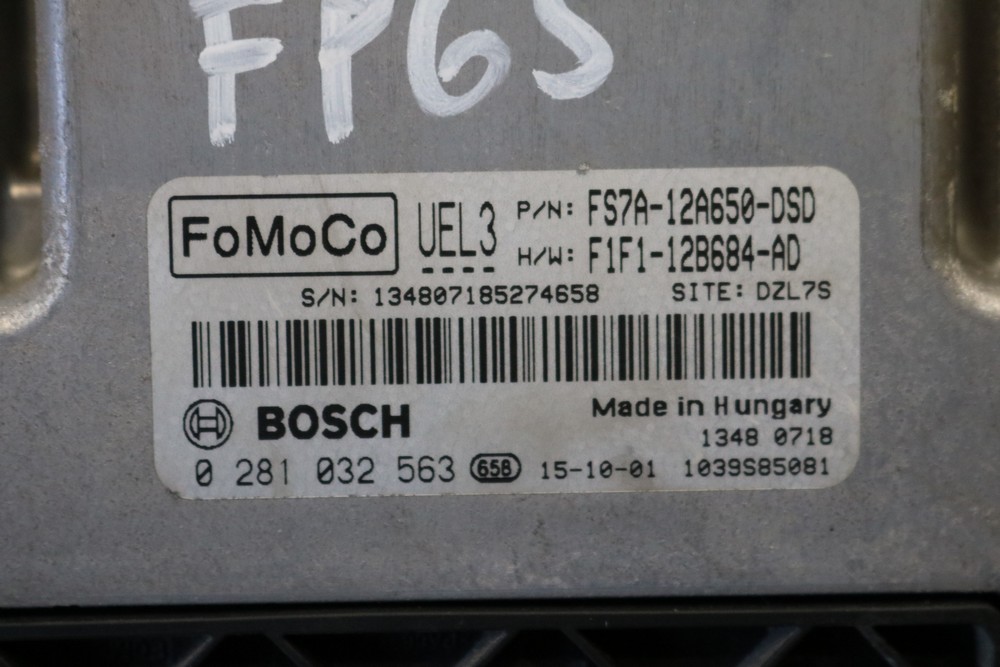 FP6S
FoMoCo UEL3 P/N: FS7A-12A650-DSD
H/W: F1F1-12B684-AD
S/N: 134807185274658 SITE: DZL7S
BOSCH Made in Hungary
1348 0718
0 281 032 563 658 15-10-01 1039S85081